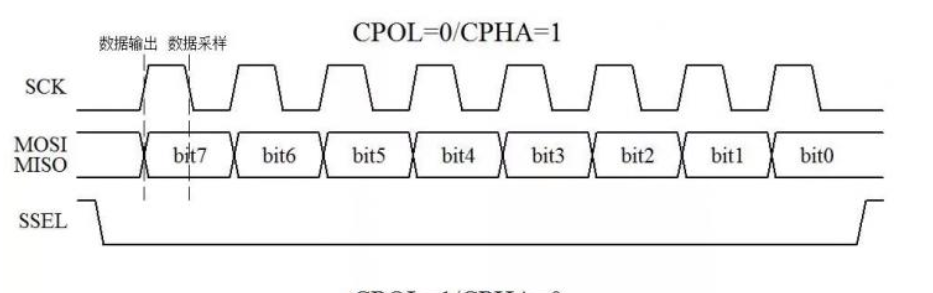 CPOL=0/CPHA=1
数据输出 数据采样
SCK
MOSI
MISO
bit7 bit6 bit5 bit4 bit3 bit2 bit1 bit0
SSEL